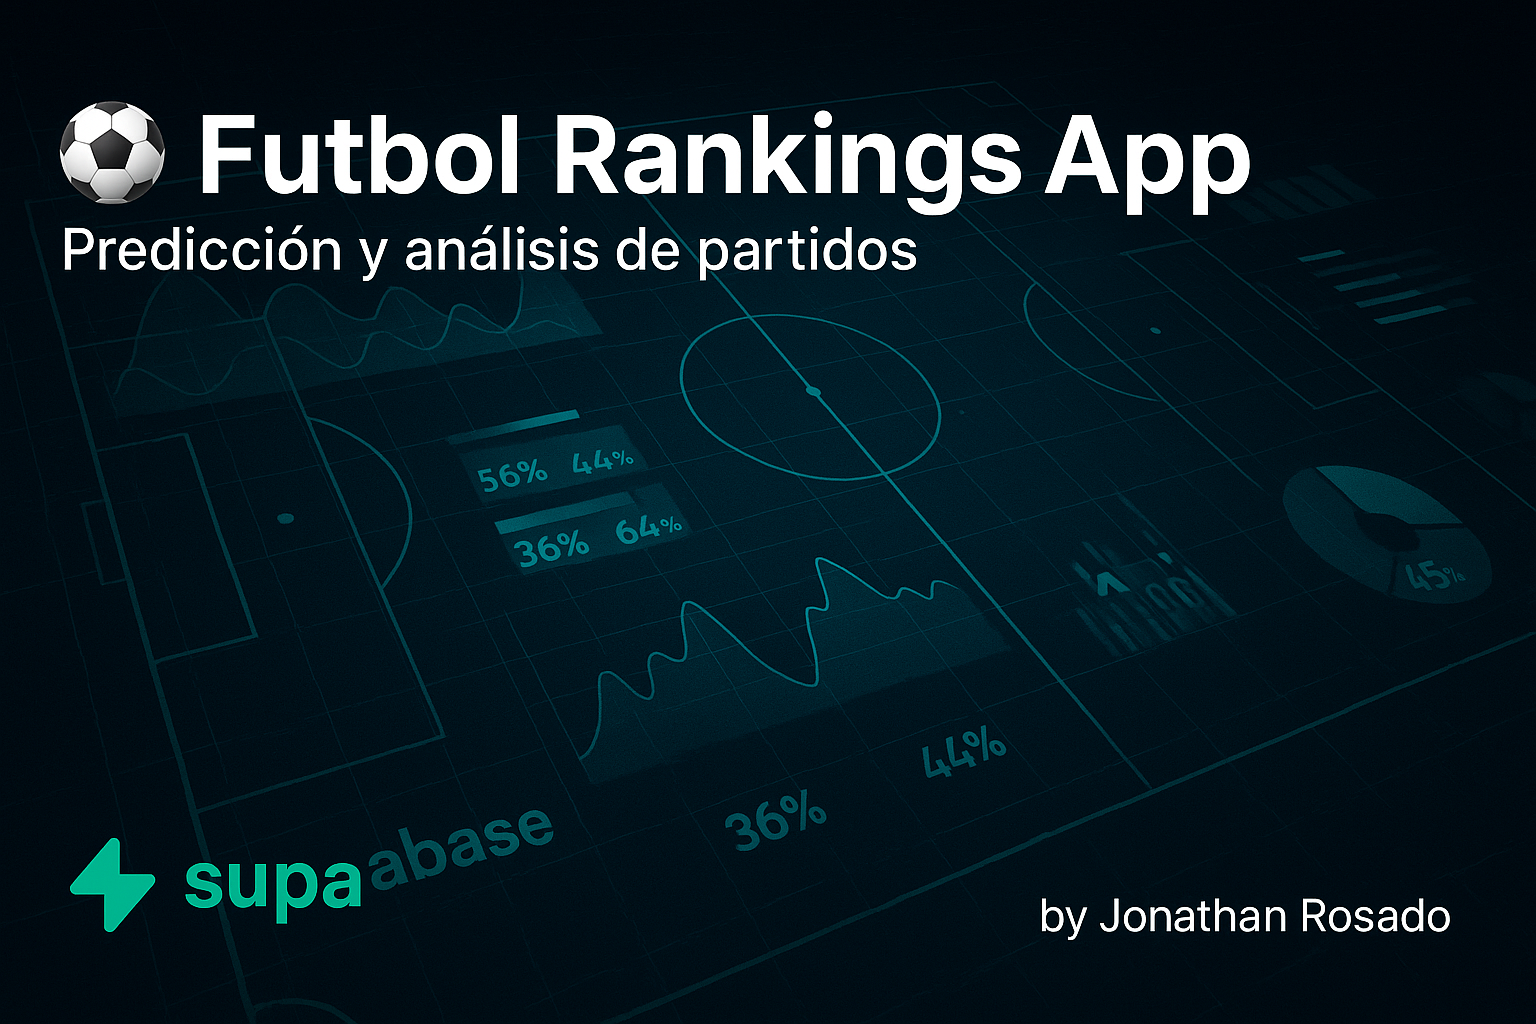 Futbol Rankings App
Predicción y análisis de partidos
56% 44%
36% 64%
45%
44%
36%
supaabase
by Jonathan Rosado